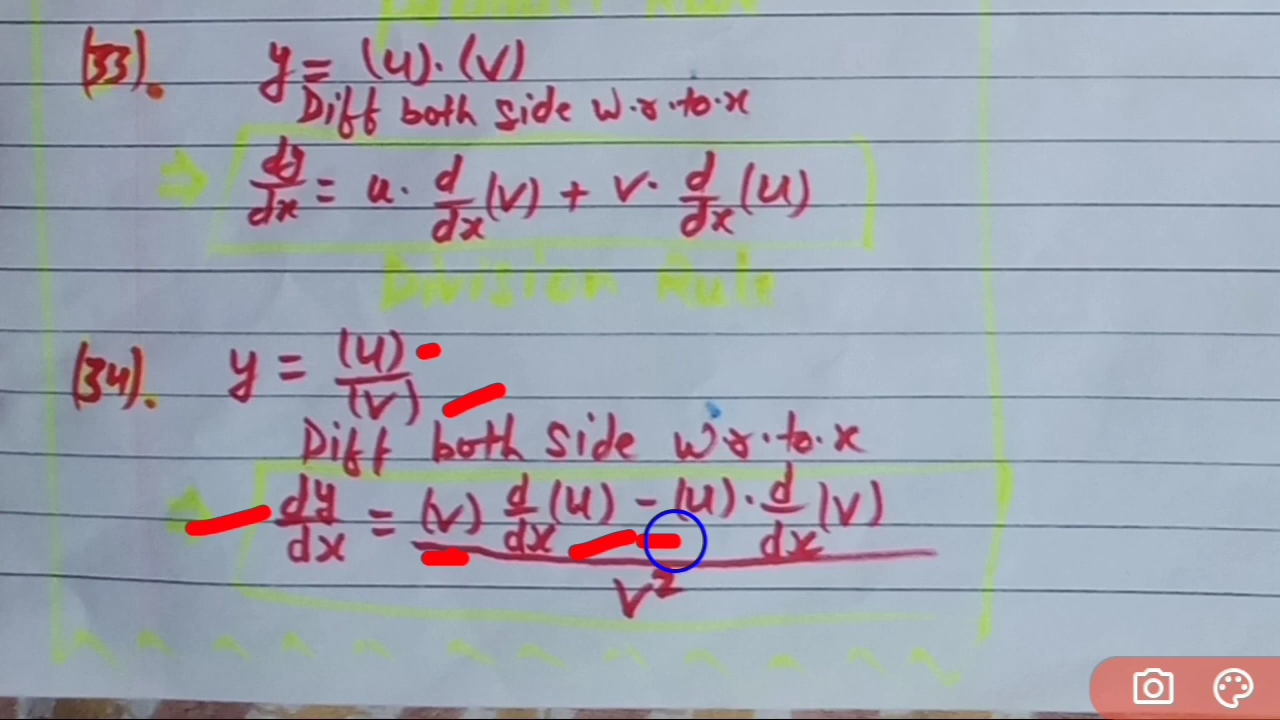 (33). y = (u).(v)
Diff both side w.r.to.x
⇒ dy/dx = u. d/dx (v) + v. d/dx (u)
Division Rule
(34). y = (u)/(v)
Diff both side w.r.to.x
⇒ dy/dx = ((v) d/dx (u) - (u). d/dx (v))/v²